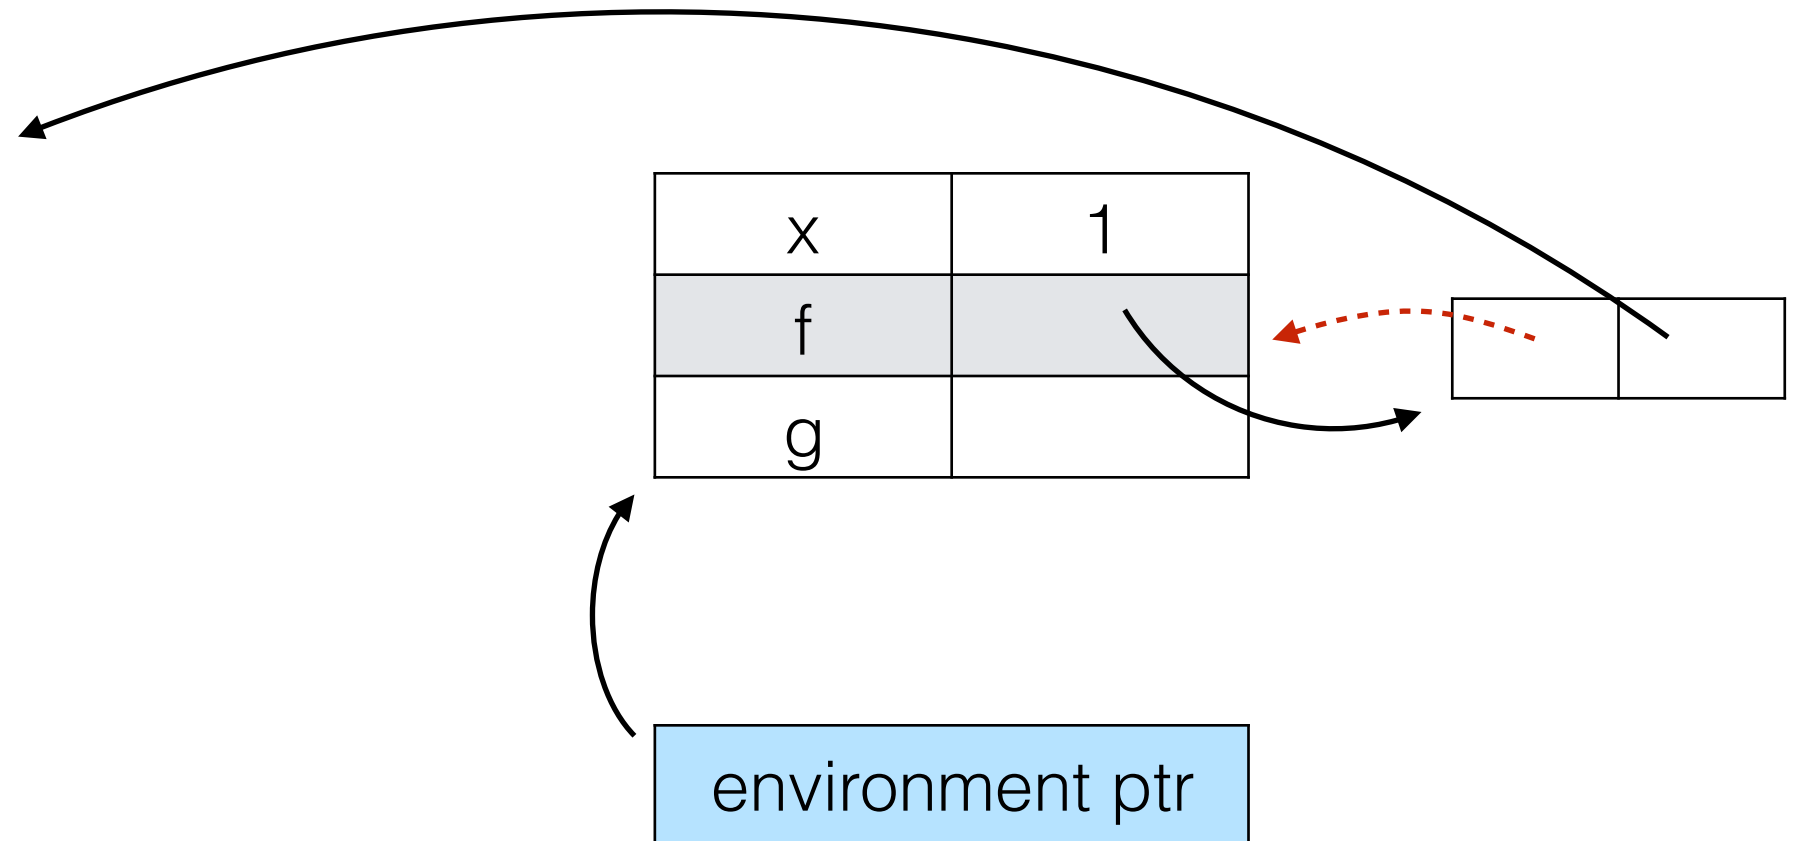 x 1
f
g
environment ptr